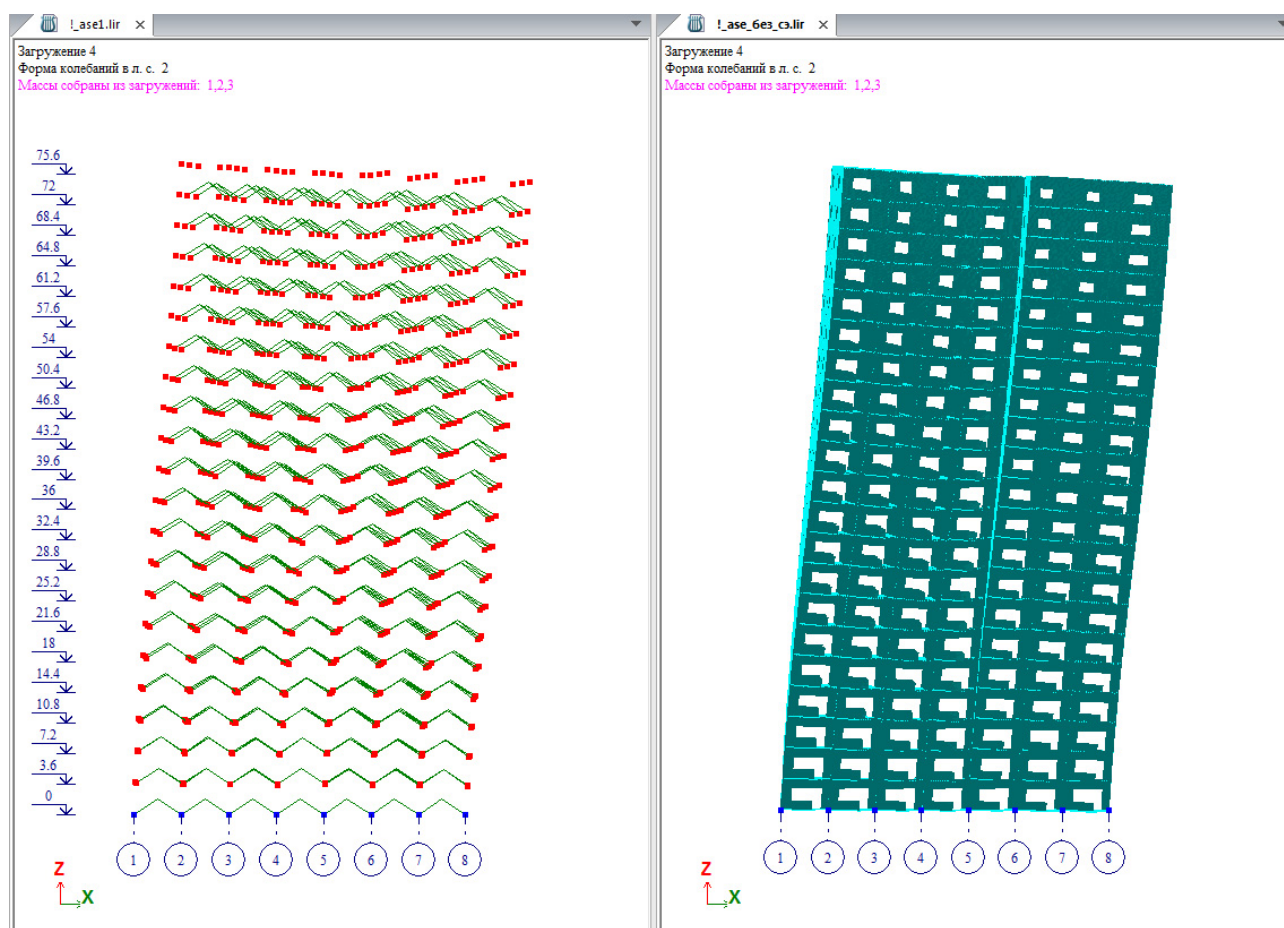 !_ase1.lir
Загружение 4
Форма колебаний в л. с. 2
Массы собраны из загружений: 1,2,3
75.6
72
68.4
64.8
61.2
57.6
54
50.4
46.8
43.2
39.6
36
32.4
28.8
25.2
21.6
18
14.4
10.8
7.2
3.6
0
1 2 3 4 5 6 7 8
Z
X
!_ase_без_сэ.lir
Загружение 4
Форма колебаний в л. с. 2
Массы собраны из загружений: 1,2,3
1 2 3 4 5 6 7 8
Z
X